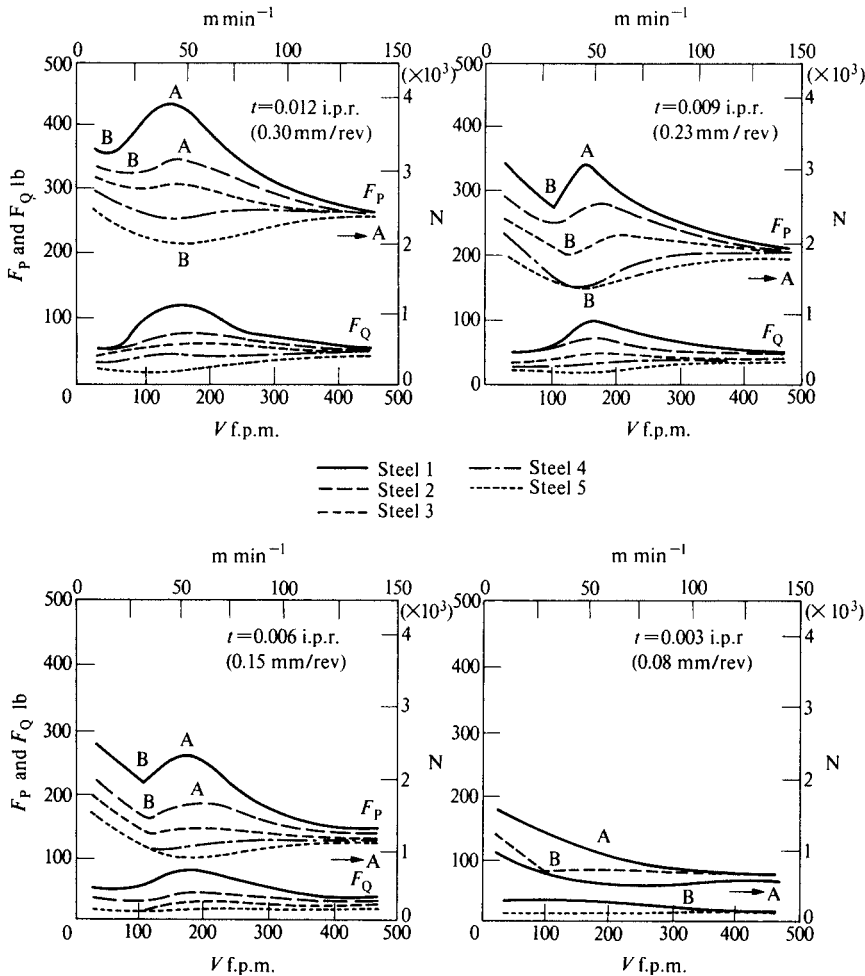 m min⁻¹
0 50 100 150
500
400
300
200
100
0
F_P and F_Q lb
(×10³)
4
3
2
1
0
N
t=0.012 i.p.r.
(0.30 mm/rev)
A
B
B
A
F_P
A
B
F_Q
0 100 200 300 400 500
V f.p.m.
m min⁻¹
0 50 100 150
500
400
300
250
200
100
50
0
(×10³)
4
3
2
1
0
N
t=0.009 i.p.r.
(0.23 mm/rev)
A
B
B
F_P
A
B
F_Q
0 100 200 300 400 500
V f.p.m.
Steel 1
Steel 2
Steel 3
Steel 4
Steel 5
m min⁻¹
0 50 100 150
500
400
300
200
100
0
F_P and F_Q lb
(×10³)
4
3
2
1
0
N
t=0.006 i.p.r.
(0.15 mm/rev)
B
A
B
A
F_P
A
F_Q
0 100 200 300 400 500
V f.p.m.
m min⁻¹
0 50 100 150
500
400
300
200
100
0
(×10³)
4
3
2
1
0
N
t=0.003 i.p.r
(0.08 mm/rev)
A
B
B
A
0 100 200 300 400 500
V f.p.m.